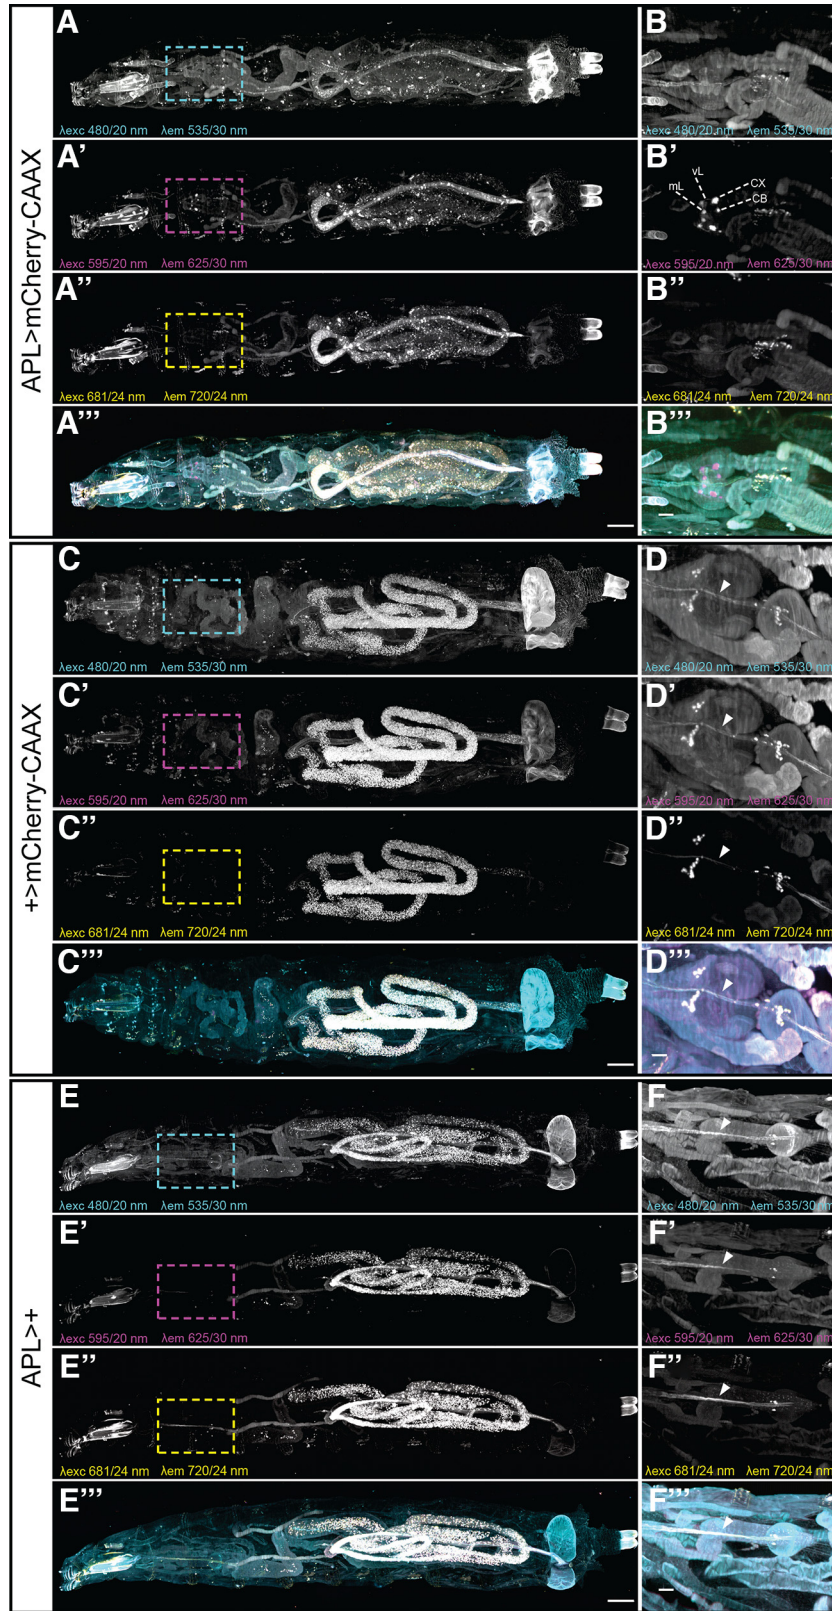 APL>mCherry-CAAX
A
λexc 480/20 nm λem 535/30 nm
B
λexc 480/20 nm λem 535/30 nm
A'
λexc 595/20 nm λem 625/30 nm
B'
vL
mL
CX
CB
λexc 595/20 nm λem 625/30 nm
A''
λexc 681/24 nm λem 720/24 nm
B''
λexc 681/24 nm λem 720/24 nm
A'''
B'''
+>mCherry-CAAX
C
λexc 480/20 nm λem 535/30 nm
D
λexc 480/20 nm λem 535/30 nm
C'
λexc 595/20 nm λem 625/30 nm
D'
λexc 595/20 nm λem 625/30 nm
C''
λexc 681/24 nm λem 720/24 nm
D''
λexc 681/24 nm λem 720/24 nm
C'''
D'''
APL>+
E
λexc 480/20 nm λem 535/30 nm
F
λexc 480/20 nm λem 535/30 nm
E'
λexc 595/20 nm λem 625/30 nm
F'
λexc 595/20 nm λem 625/30 nm
E''
λexc 681/24 nm λem 720/24 nm
F''
λexc 681/24 nm λem 720/24 nm
E'''
F'''